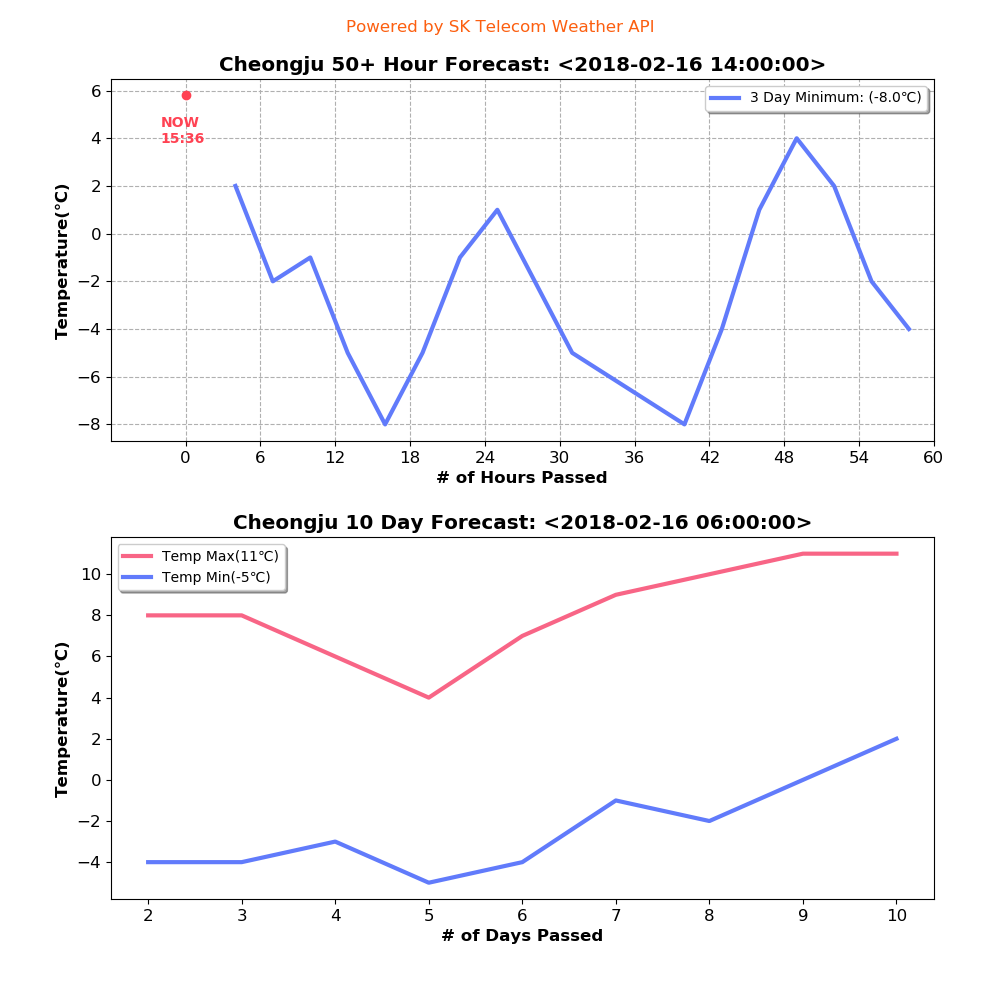 Powered by SK Telecom Weather API
Cheongju 50+ Hour Forecast: <2018-02-16 14:00:00>
3 Day Minimum: (-8.0℃)
NOW
15:36
6
4
2
0
−2
−4
−6
−8
Temperature(℃)
0 6 12 18 24 30 36 42 48 54 60
# of Hours Passed
Cheongju 10 Day Forecast: <2018-02-16 06:00:00>
Temp Max(11℃)
Temp Min(-5℃)
10
8
6
4
2
0
−2
−4
Temperature(℃)
2 3 4 5 6 7 8 9 10
# of Days Passed